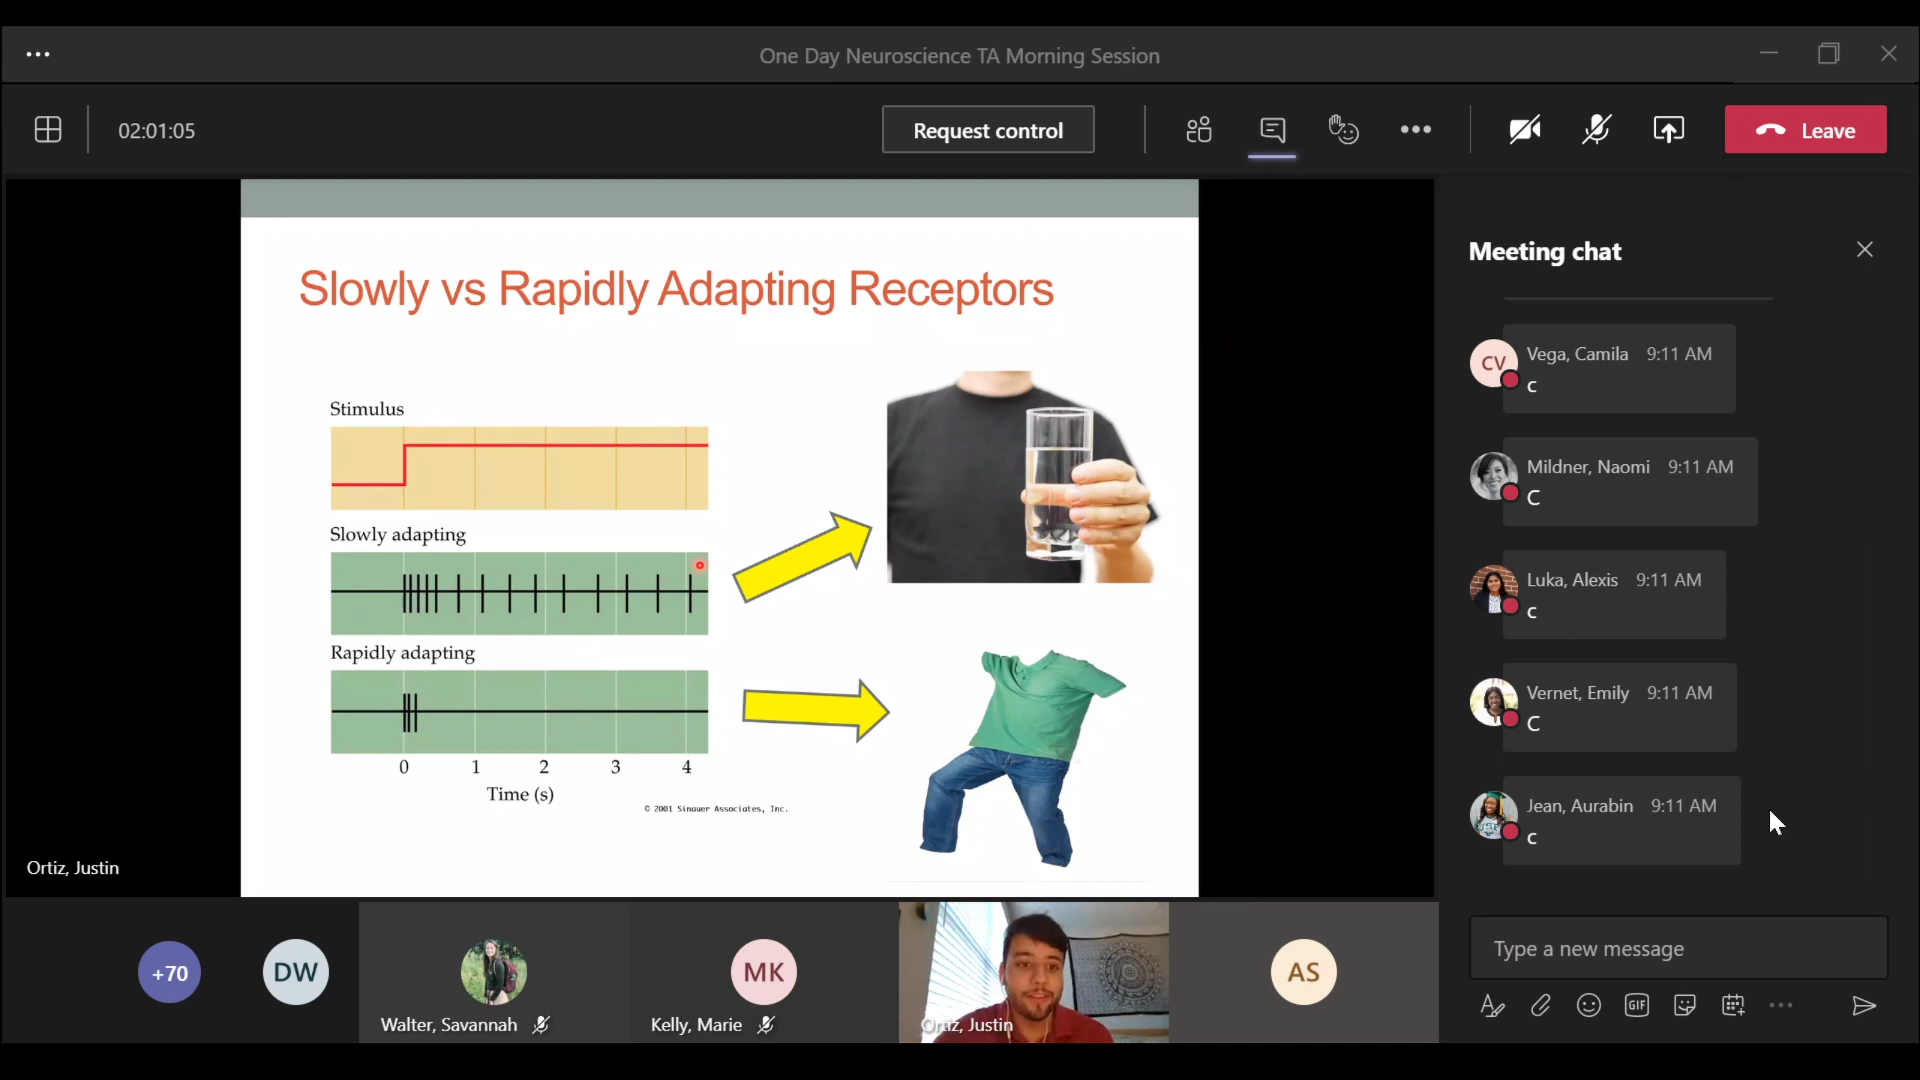 One Day Neuroscience TA Morning Session
02:01:05
Request control
Leave
Slowly vs Rapidly Adapting Receptors
Stimulus
Slowly adapting
Rapidly adapting
0 1 2 3 4
Time (s)
© 2001 Sinauer Associates, Inc.
Ortiz, Justin
+70
DW
Walter, Savannah
MK
Kelly, Marie
Ortiz, Justin
AS
Meeting chat
CV
Vega, Camila 9:11 AM
c
Mildner, Naomi 9:11 AM
C
Luka, Alexis 9:11 AM
c
Vernet, Emily 9:11 AM
C
Jean, Aurabin 9:11 AM
c
Type a new message
GIF